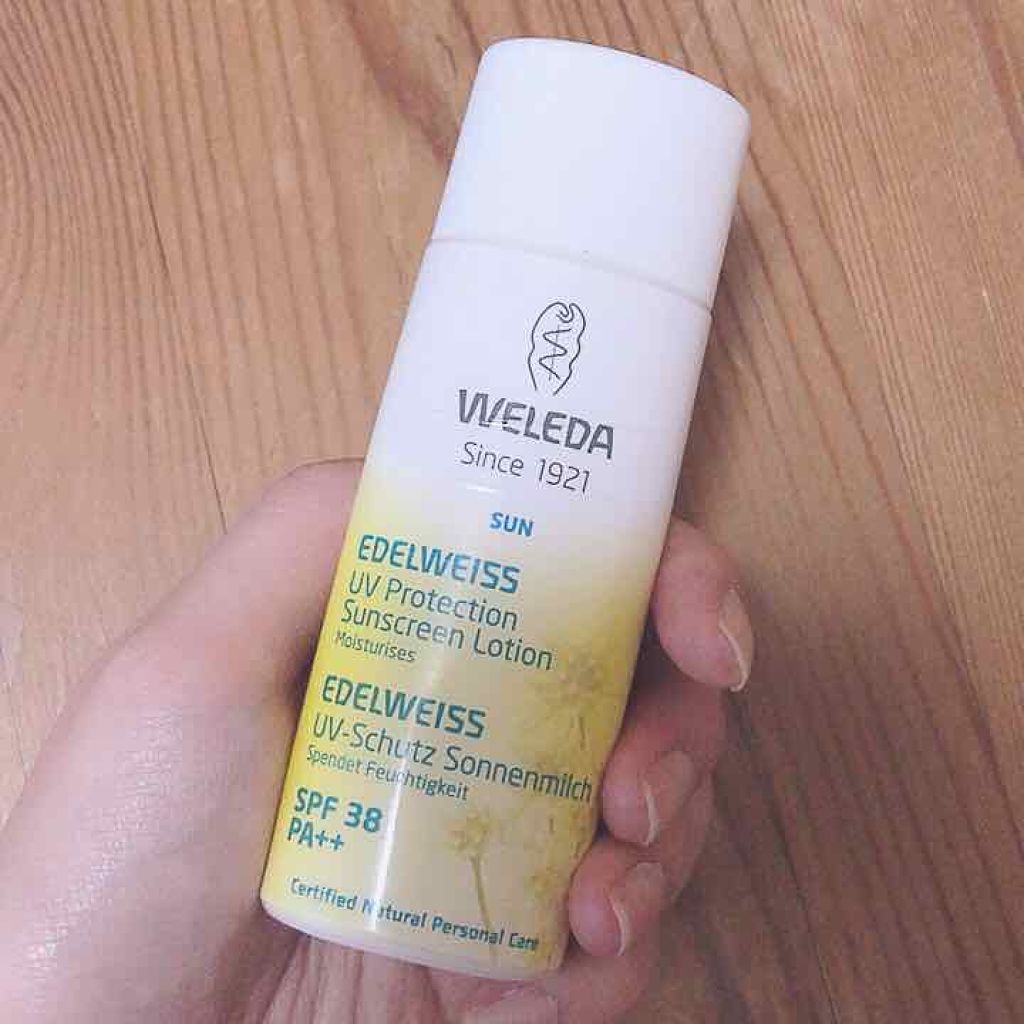 WELEDA
Since 1921
SUN
EDELWEISS
UV Protection
Sunscreen Lotion
Moisturises
EDELWEISS
UV-Schutz Sonnenmilch
Spendet Feuchtigkeit
SPF 38
PA++
Certified Natural Personal Care